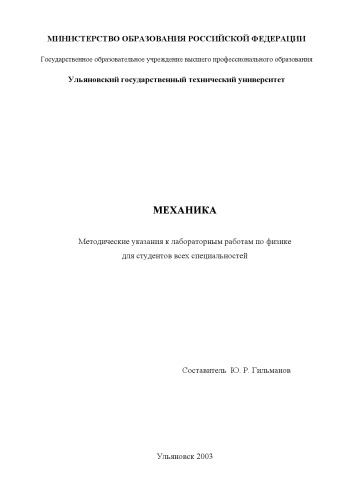 МИНИСТЕРСТВО ОБРАЗОВАНИЯ РОССИЙСКОЙ ФЕДЕРАЦИИ
Государственное образовательное учреждение высшего профессионального образования
Ульяновский государственный технический университет
МЕХАНИКА
Методические указания к лабораторным работам по физике
для студентов всех специальностей
Составитель Ю. Р. Гильманов
Ульяновск 2003